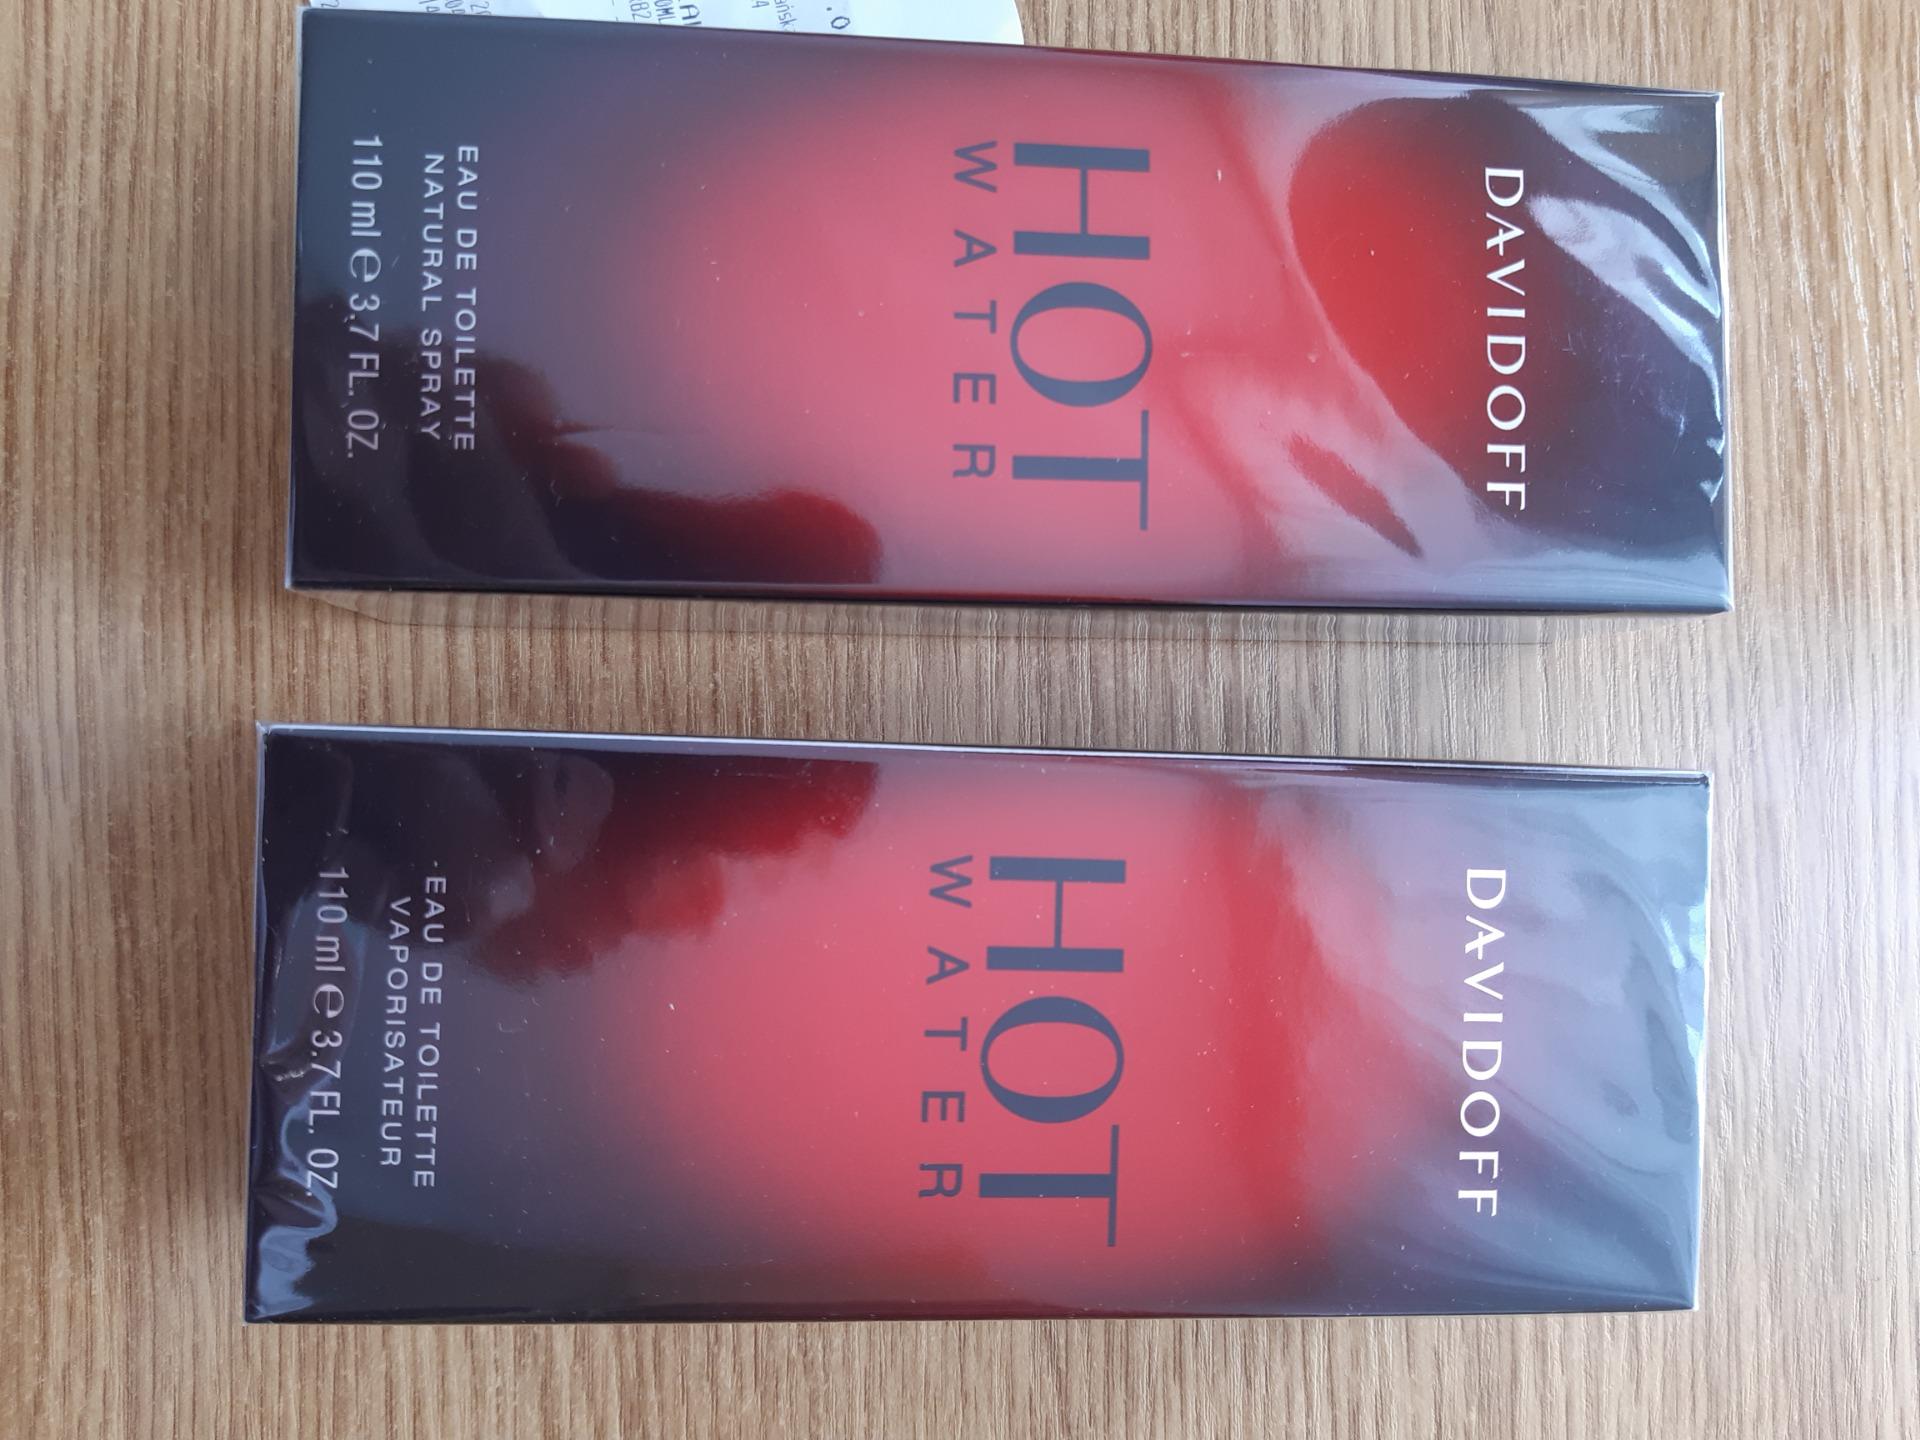 DAVIDOFF
HOT
WATER
EAU DE TOILETTE
NATURAL SPRAY
110 ml e 3.7 FL. OZ.
DAVIDOFF
HOT
WATER
EAU DE TOILETTE
VAPORISATEUR
110 ml e 3.7 FL. OZ.